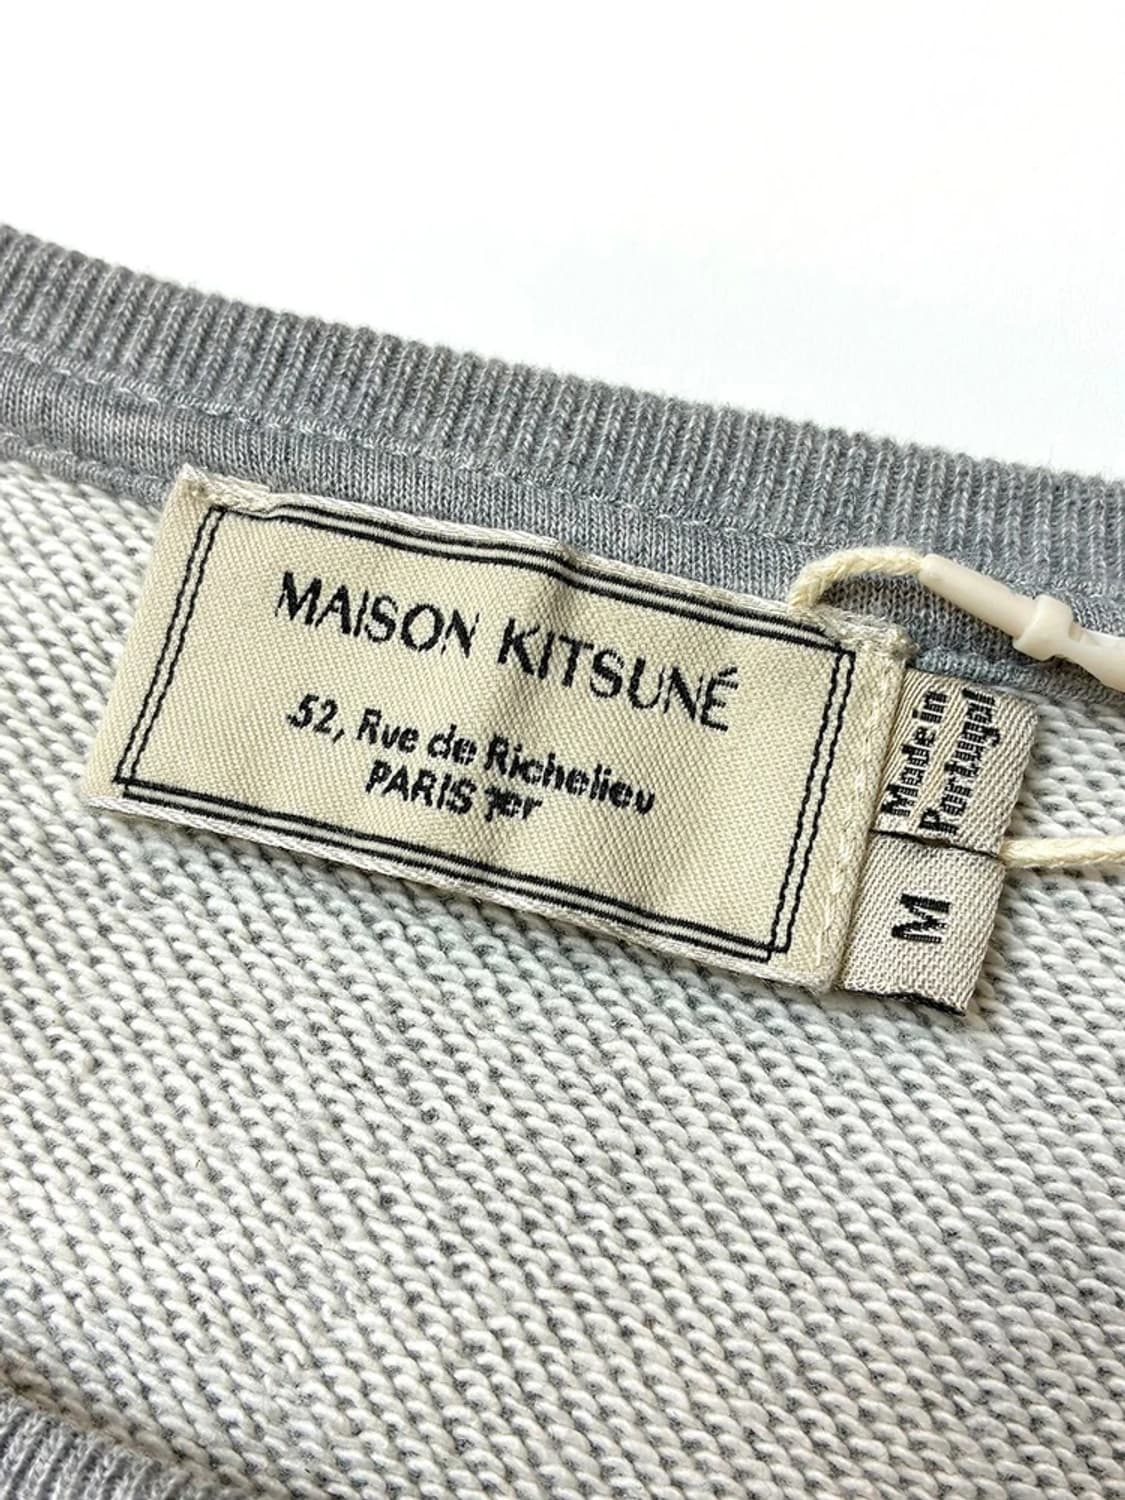 MAISON KITSUNÉ
52, Rue de Richelieu
PARIS 1er
Made in
Portugal
M